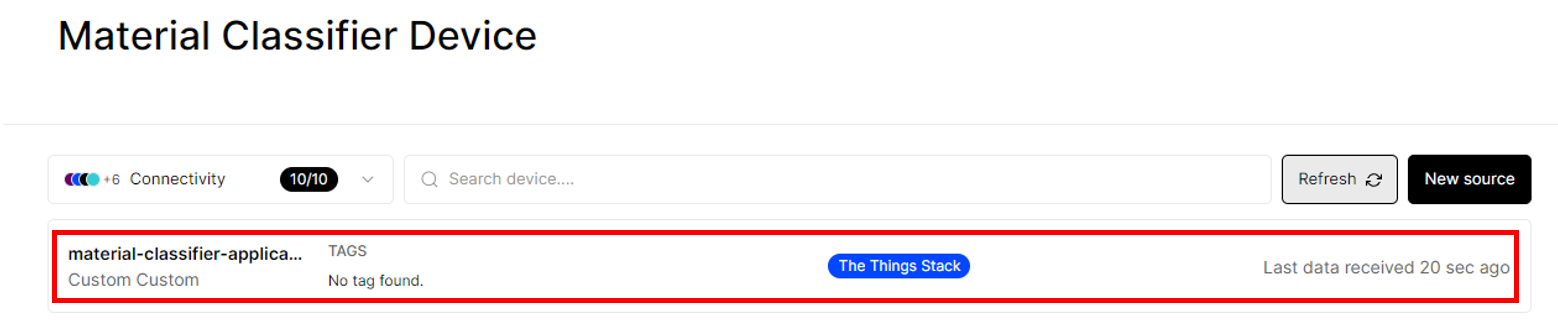 Material Classifier Device
+6 Connectivity 10/10 Search device.... Refresh New source
material-classifier-applica... TAGS
Custom Custom No tag found. The Things Stack Last data received 20 sec ago